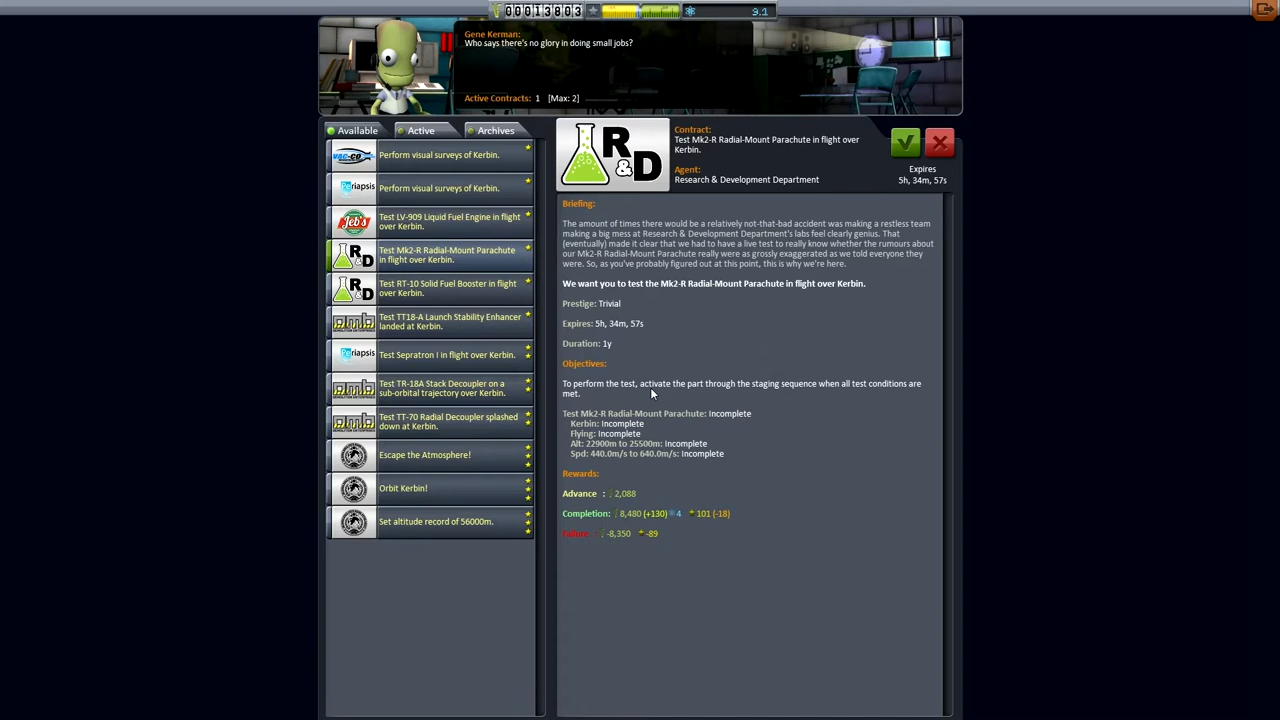 00013803
9.1
Gene Kerman:
Who says there's no glory in doing small jobs?
Active Contracts: 1 [Max: 2]
Available
Active
Archives
VAC-CO
Perform visual surveys of Kerbin.
Periapsis
Perform visual surveys of Kerbin.
Jeb's
Test LV-909 Liquid Fuel Engine in flight
over Kerbin.
R&D
Test Mk2-R Radial-Mount Parachute
in flight over Kerbin.
R&D
Test RT-10 Solid Fuel Booster in flight
over Kerbin.
Test TT18-A Launch Stability Enhancer
landed at Kerbin.
Periapsis
Test Sepratron I in flight over Kerbin.
Test TR-18A Stack Decoupler on a
sub-orbital trajectory over Kerbin.
Test TT-70 Radial Decoupler splashed
down at Kerbin.
Escape the Atmosphere!
Orbit Kerbin!
Set altitude record of 56000m.
R&D
Contract:
Test Mk2-R Radial-Mount Parachute in flight over
Kerbin.
Agent:
Research & Development Department
Expires
5h, 34m, 57s
Briefing:
The amount of times there would be a relatively not-that-bad accident was making a restless team
making a big mess at Research & Development Department's labs feel clearly genius. That
(eventually) made it clear that we had to have a live test to really know whether the rumours about
our Mk2-R Radial-Mount Parachute really were as grossly exaggerated as we told everyone they
were. So, as you've probably figured out at this point, this is why we're here.
We want you to test the Mk2-R Radial-Mount Parachute in flight over Kerbin.
Prestige: Trivial
Expires: 5h, 34m, 57s
Duration: 1y
Objectives:
To perform the test, activate the part through the staging sequence when all test conditions are
met.
Test Mk2-R Radial-Mount Parachute: Incomplete
Kerbin: Incomplete
Flying: Incomplete
Alt: 22900m to 25500m: Incomplete
Spd: 440.0m/s to 640.0m/s: Incomplete
Rewards:
Advance : 2,088
Completion: 8,480 (+130) 4 101 (-18)
Failure -8,350 -89